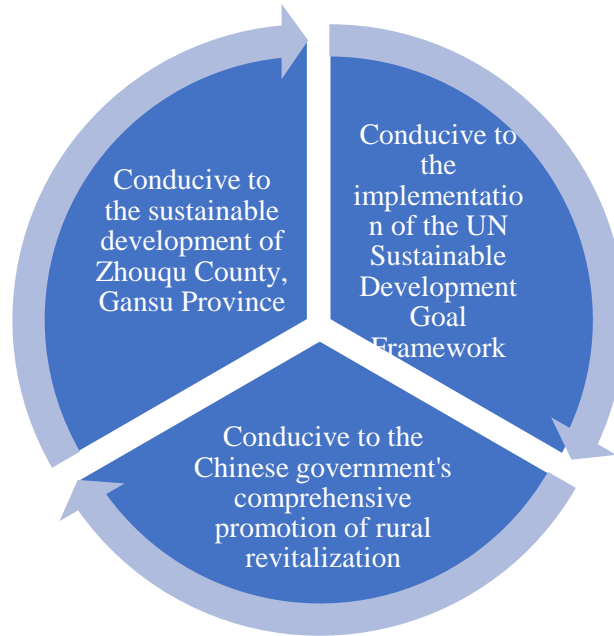 Conducive to
the sustainable
development of
Zhouqu County,
Gansu Province
Conducive to
the
implementatio
n of the UN
Sustainable
Development
Goal
Framework
Conducive to the
Chinese government's
comprehensive
promotion of rural
revitalization